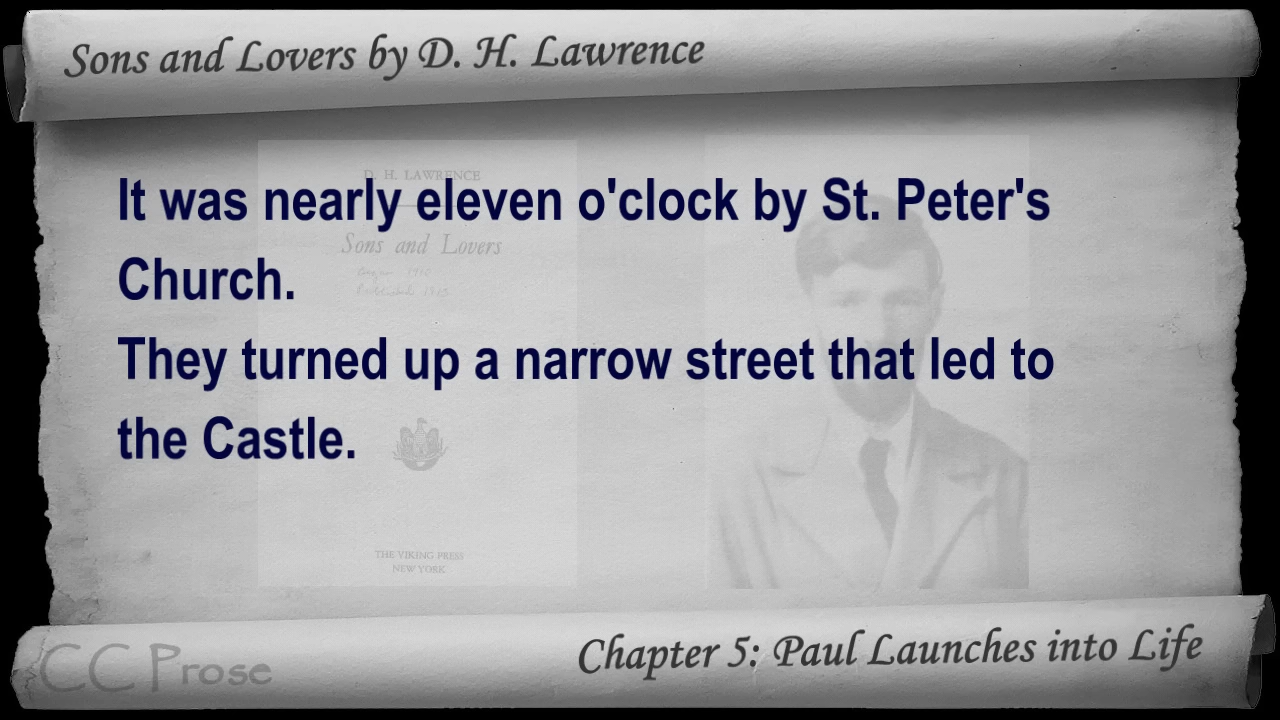 Sons and Lovers by D. H. Lawrence
D. H. LAWRENCE
It was nearly eleven o'clock by St. Peter's
Sons and Lovers
Church.
They turned up a narrow street that led to
the Castle.
THE VIKING PRESS
NEW YORK
Chapter 5: Paul Launches into Life
CC Prose